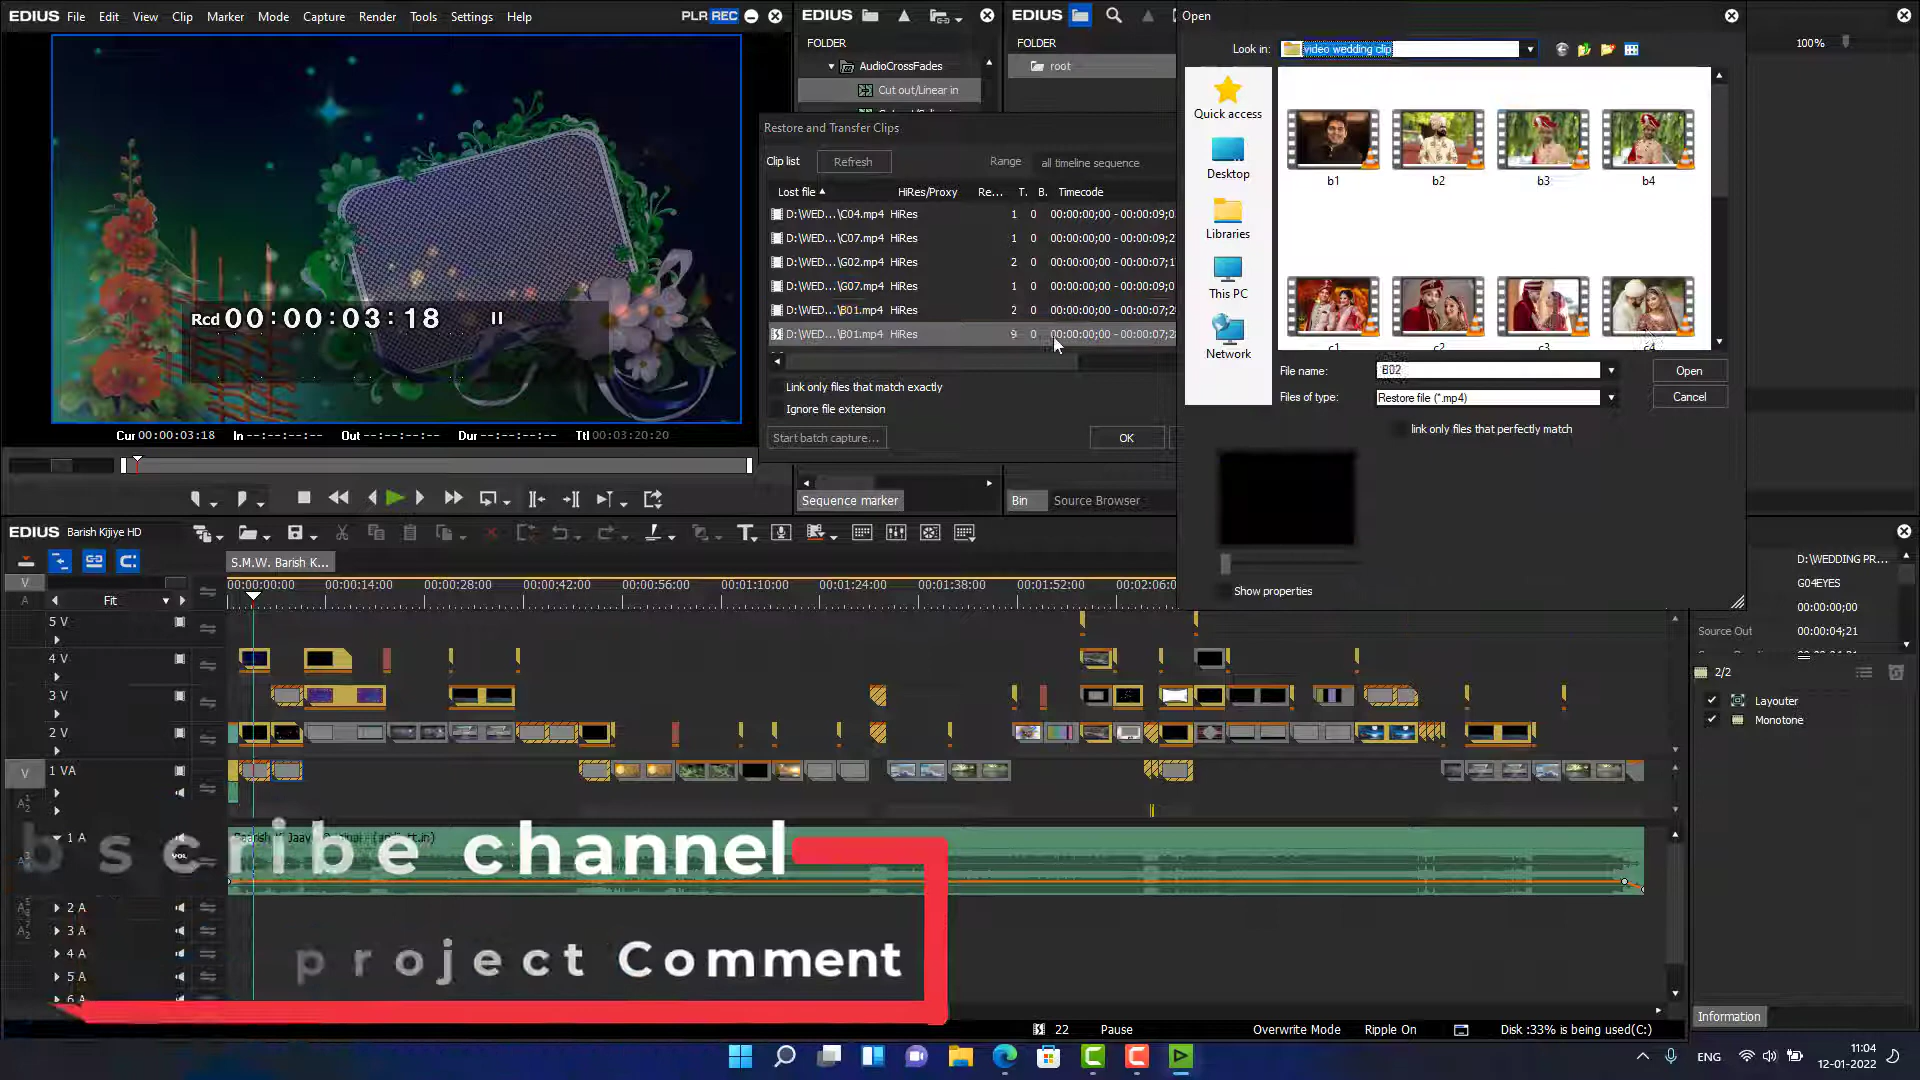 EDIUS File Edit View Clip Marker Mode Capture Render Tools Settings Help PLR REC
EDIUS
EDIUS
Open
100%
FOLDER
FOLDER
AudioCrossFades
root
Cut out/Linear in
Look in: video wedding clip
Quick access
Desktop
Libraries
This PC
Network
b1 b2 b3 b4
c1 c2 c3 c4
File name: B02 Open
Files of type: Restore file (*.mp4) Cancel
link only files that perfectly match
Show properties
Restore and Transfer Clips
Clip list Refresh Range all timeline sequence
Lost file HiRes/Proxy Re... T. B. Timecode
D:\WED...\C04.mp4 HiRes 1 0 00:00:00;00 - 00:00:09;0
D:\WED...\C07.mp4 HiRes 1 0 00:00:00;00 - 00:00:09;2
D:\WED...\G02.mp4 HiRes 2 0 00:00:00;00 - 00:00:07;1
D:\WED...\G07.mp4 HiRes 1 0 00:00:00;00 - 00:00:09;0
D:\WED...\B01.mp4 HiRes 2 0 00:00:00;00 - 00:00:07;2
D:\WED...\B01.mp4 HiRes 9 0 00:00:00;00 - 00:00:07;2
Link only files that match exactly
Ignore file extension
Start batch capture... OK
Rcd 00:00:03:18
Cur 00:00:03:18 In --:--:--:-- Out --:--:--:-- Dur --:--:--:-- Ttl 00:03:20:20
Sequence marker
Bin Source Browser
EDIUS Barish Kijiye HD
S.M.W. Barish K...
V
A
Fit
00:00:00:00 00:00:14:00 00:00:28:00 00:00:42:00 00:00:56:00 00:01:10:00 00:01:24:00 00:01:38:00 00:01:52:00 00:02:06:0
5 V
4 V
3 V
2 V
V 1 VA
1 A
VOL
2 A
3 A
4 A
5 A
6 A
D:\WEDDING PR...
G04EYES
00:00:00;00
Source Out 00:00:04;21
2/2
Layouter
Monotone
Information
bscribe channel
project Comment
22 Pause Overwrite Mode Ripple On Disk :33% is being used(C:)
ENG
11:04
12-01-2022